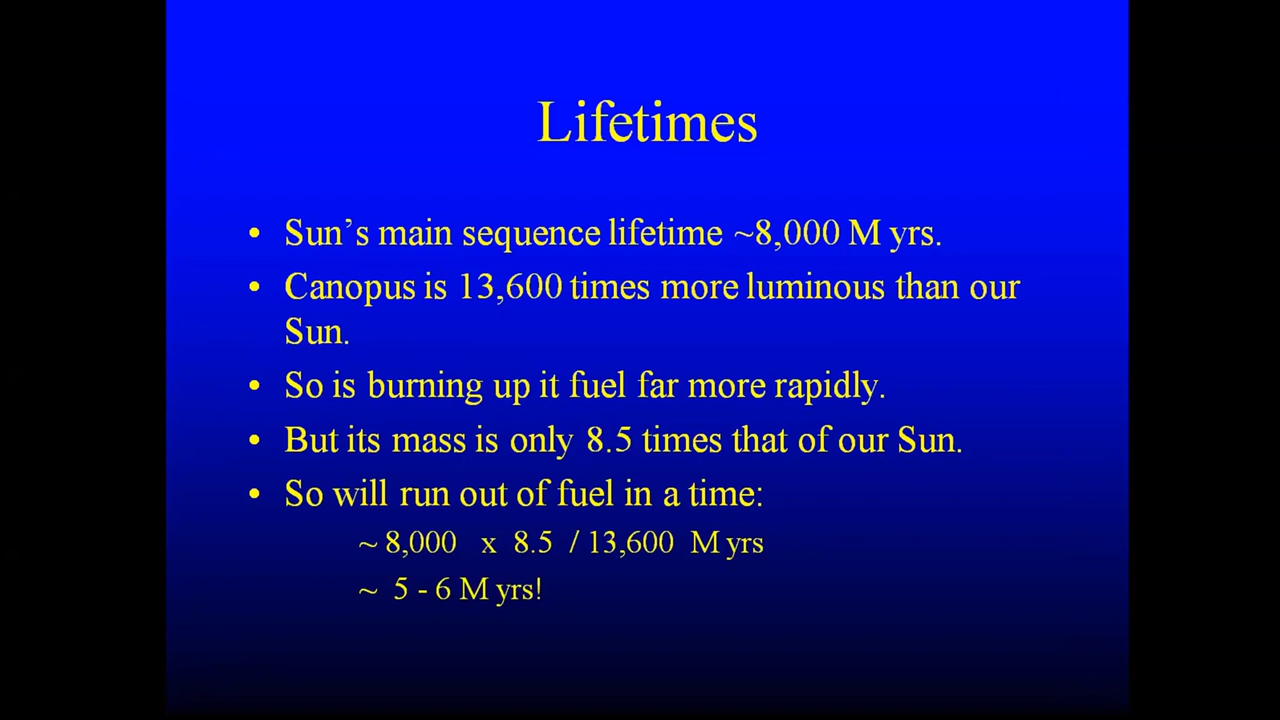 Lifetimes
• Sun’s main sequence lifetime ~8,000 M yrs.
• Canopus is 13,600 times more luminous than our
Sun.
• So is burning up it fuel far more rapidly.
• But its mass is only 8.5 times that of our Sun.
• So will run out of fuel in a time:
~ 8,000 x 8.5 / 13,600 M yrs
~ 5 - 6 M yrs!